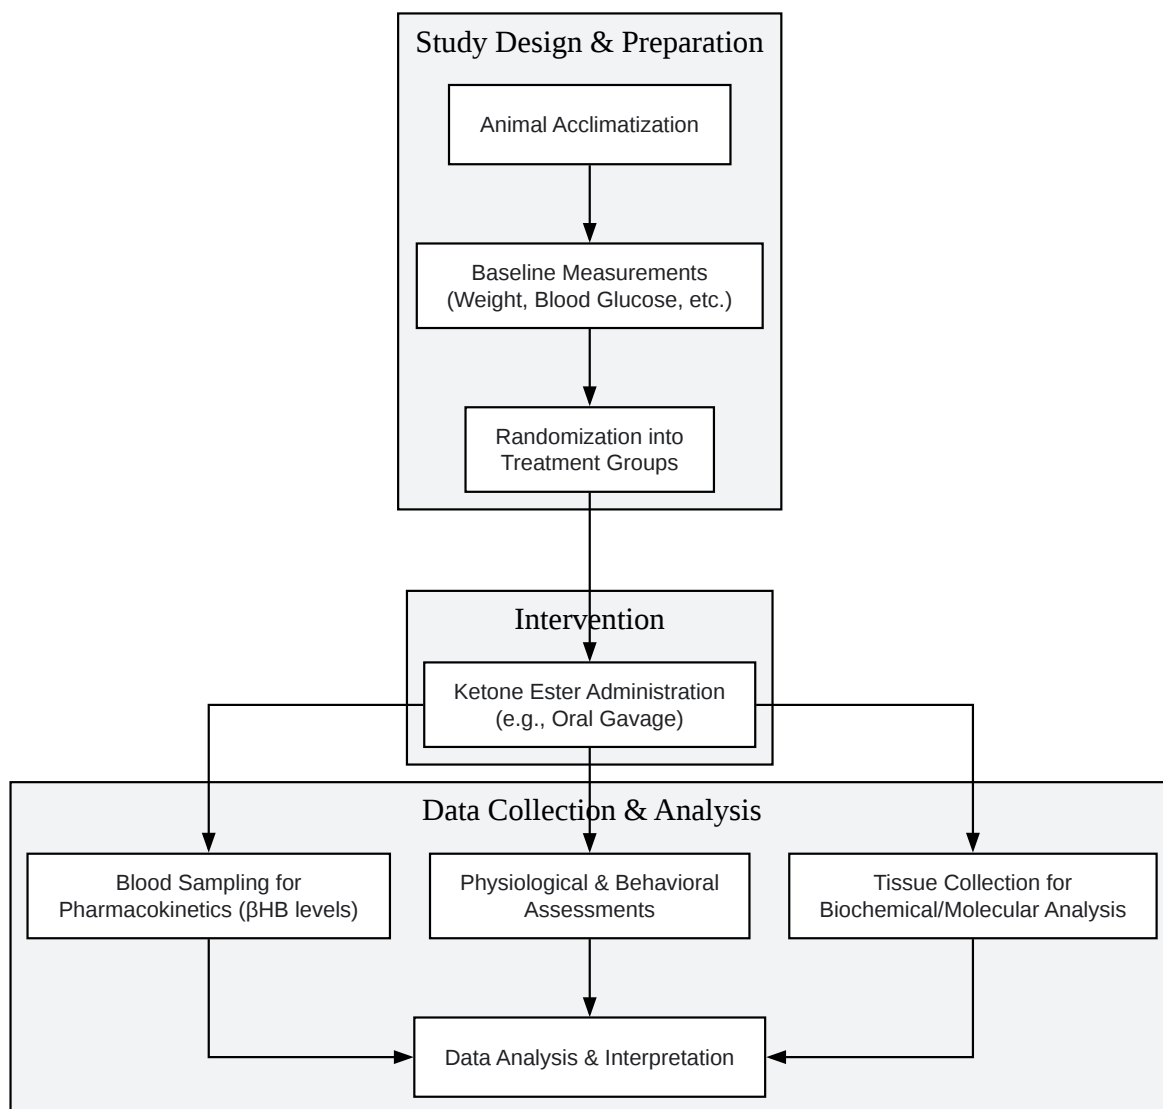 Study Design & Preparation
Animal Acclimatization
Baseline Measurements
(Weight, Blood Glucose, etc.)
Randomization into
Treatment Groups
Intervention
Ketone Ester Administration
(e.g., Oral Gavage)
Data Collection & Analysis
Blood Sampling for
Pharmacokinetics (βHB levels)
Physiological & Behavioral
Assessments
Tissue Collection for
Biochemical/Molecular Analysis
Data Analysis & Interpretation